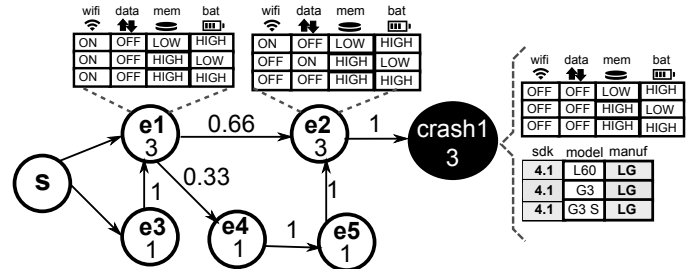 wifi data mem bat
ON OFF LOW HIGH
ON OFF HIGH LOW
ON OFF HIGH HIGH
wifi data mem bat
ON OFF LOW HIGH
OFF ON HIGH LOW
OFF OFF HIGH HIGH
wifi data mem bat
OFF OFF LOW HIGH
OFF OFF HIGH LOW
OFF OFF HIGH HIGH
sdk model manuf
4.1 L60 LG
4.1 G3 LG
4.1 G3 S LG
s
e1
3
0.66
e2
3
1
crash1
3
1
0.33
1
1
e3
1
e4
1
e5
1